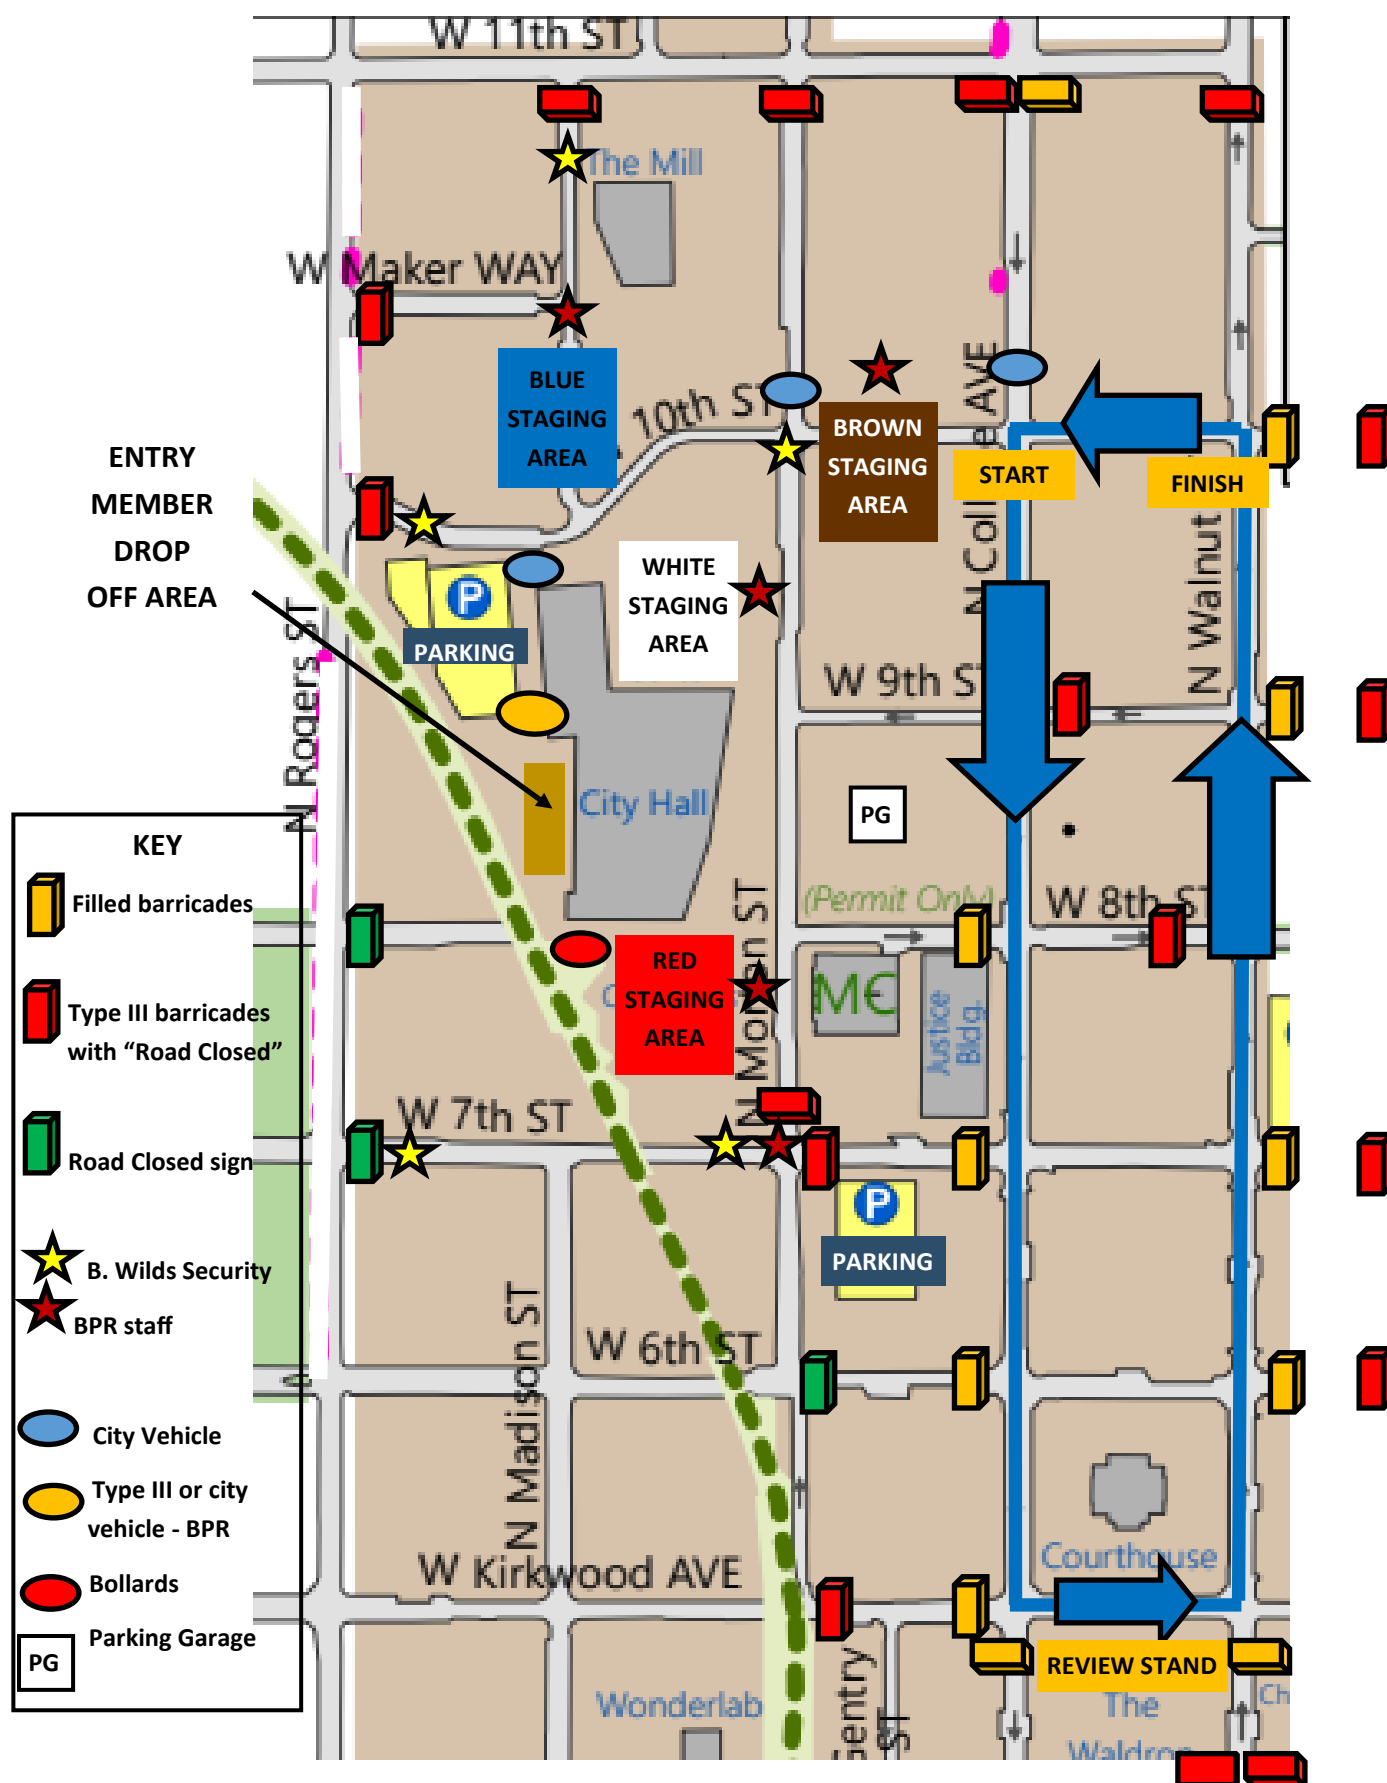 W 11th ST
The Mill
W Maker WAY
BLUE
STAGING
AREA
10th ST
BROWN
STAGING
AREA
START
FINISH
N Walnut
ENTRY
MEMBER
DROP
OFF AREA
P
PARKING
WHITE
STAGING
AREA
W 9th ST
N Rogers ST
City Hall
PG
(Permit Only)
W 8th ST
RED
STAGING
AREA
MC
Justice
Bldg.
W 7th ST
P
PARKING
W 6th ST
N Madison ST
Courthouse
W Kirkwood AVE
REVIEW STAND
Wonderlab
ST
The
KEY
Filled barricades
Type III barricades
with “Road Closed”
Road Closed sign
B. Wilds Security
BPR staff
City Vehicle
Type III or city
vehicle - BPR
Bollards
Parking Garage
PG